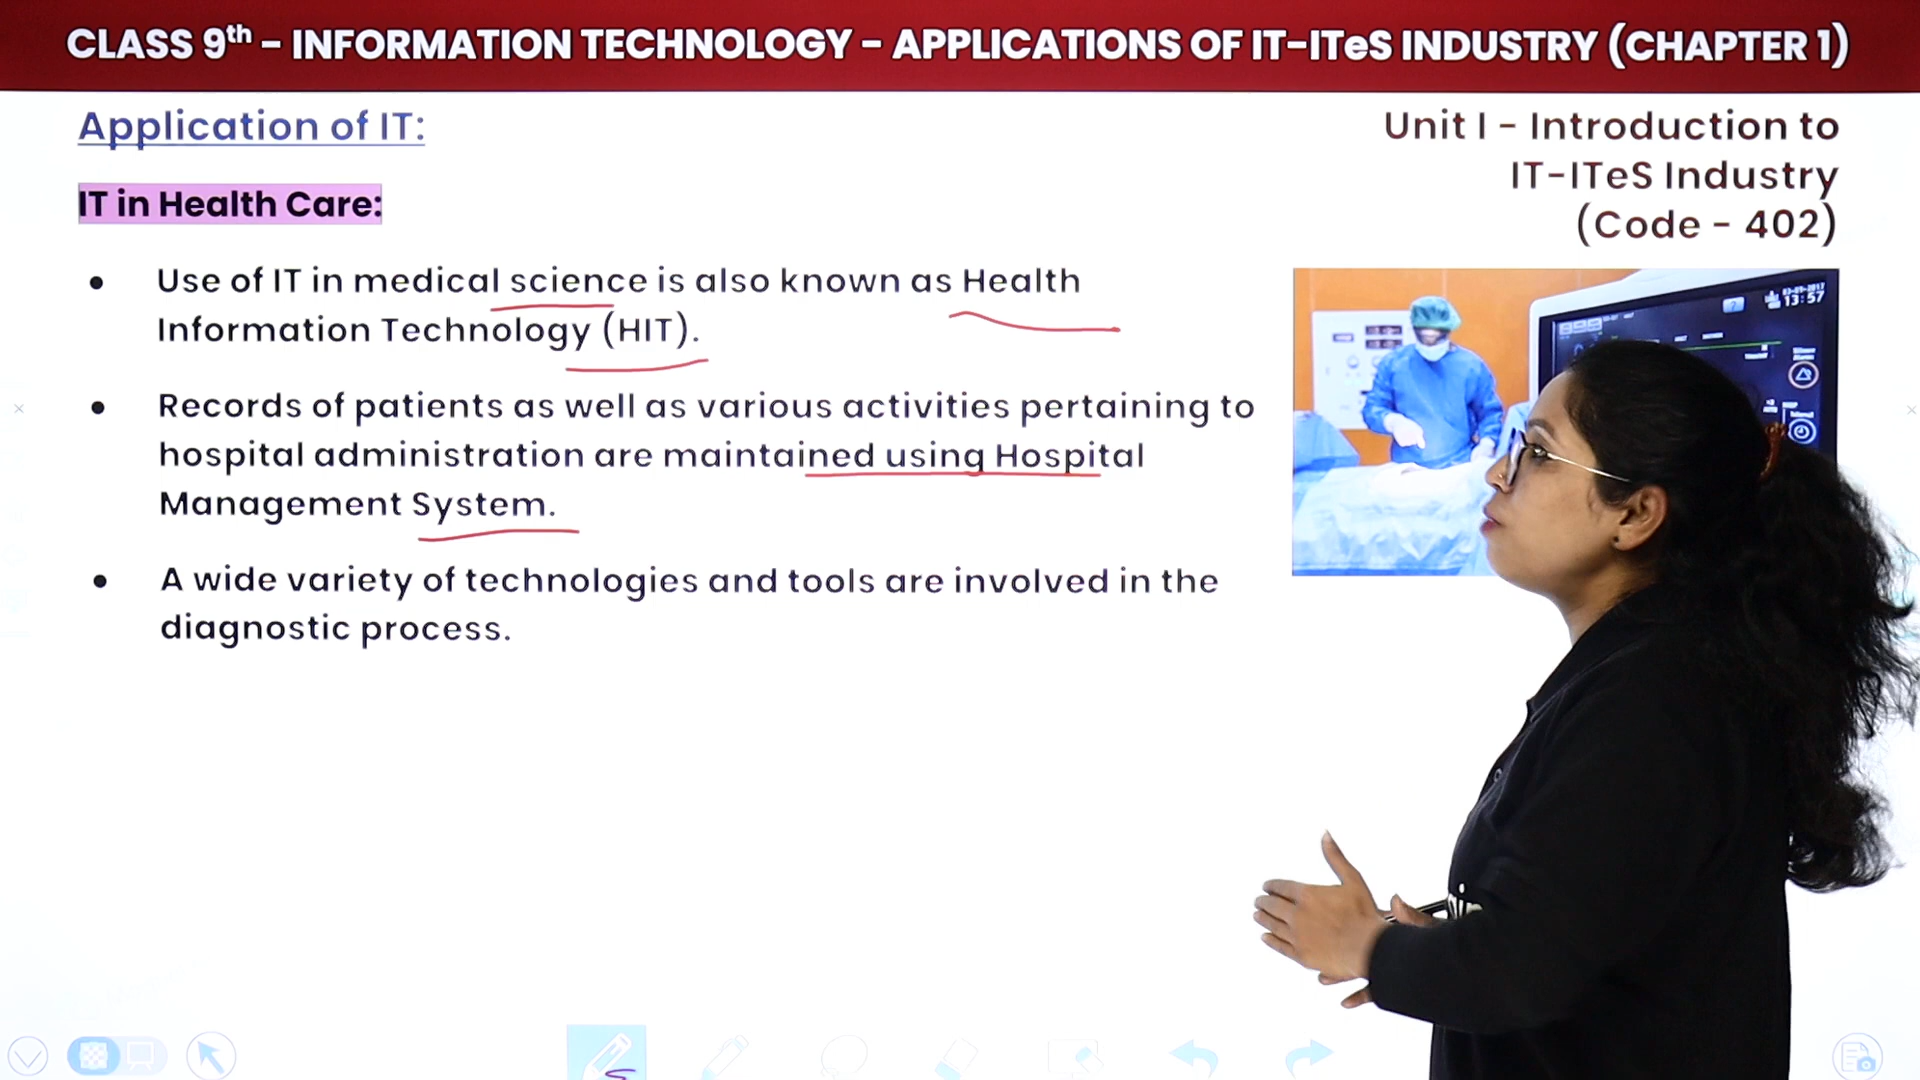 CLASS 9th – INFORMATION TECHNOLOGY – APPLICATIONS OF IT-ITeS INDUSTRY (CHAPTER 1)
Application of IT:
Unit I - Introduction to
IT-ITeS Industry
(Code - 402)
IT in Health Care:
● Use of IT in medical science is also known as Health
Information Technology (HIT).
● Records of patients as well as various activities pertaining to
hospital administration are maintained using Hospital
Management System.
● A wide variety of technologies and tools are involved in the
diagnostic process.
13:57